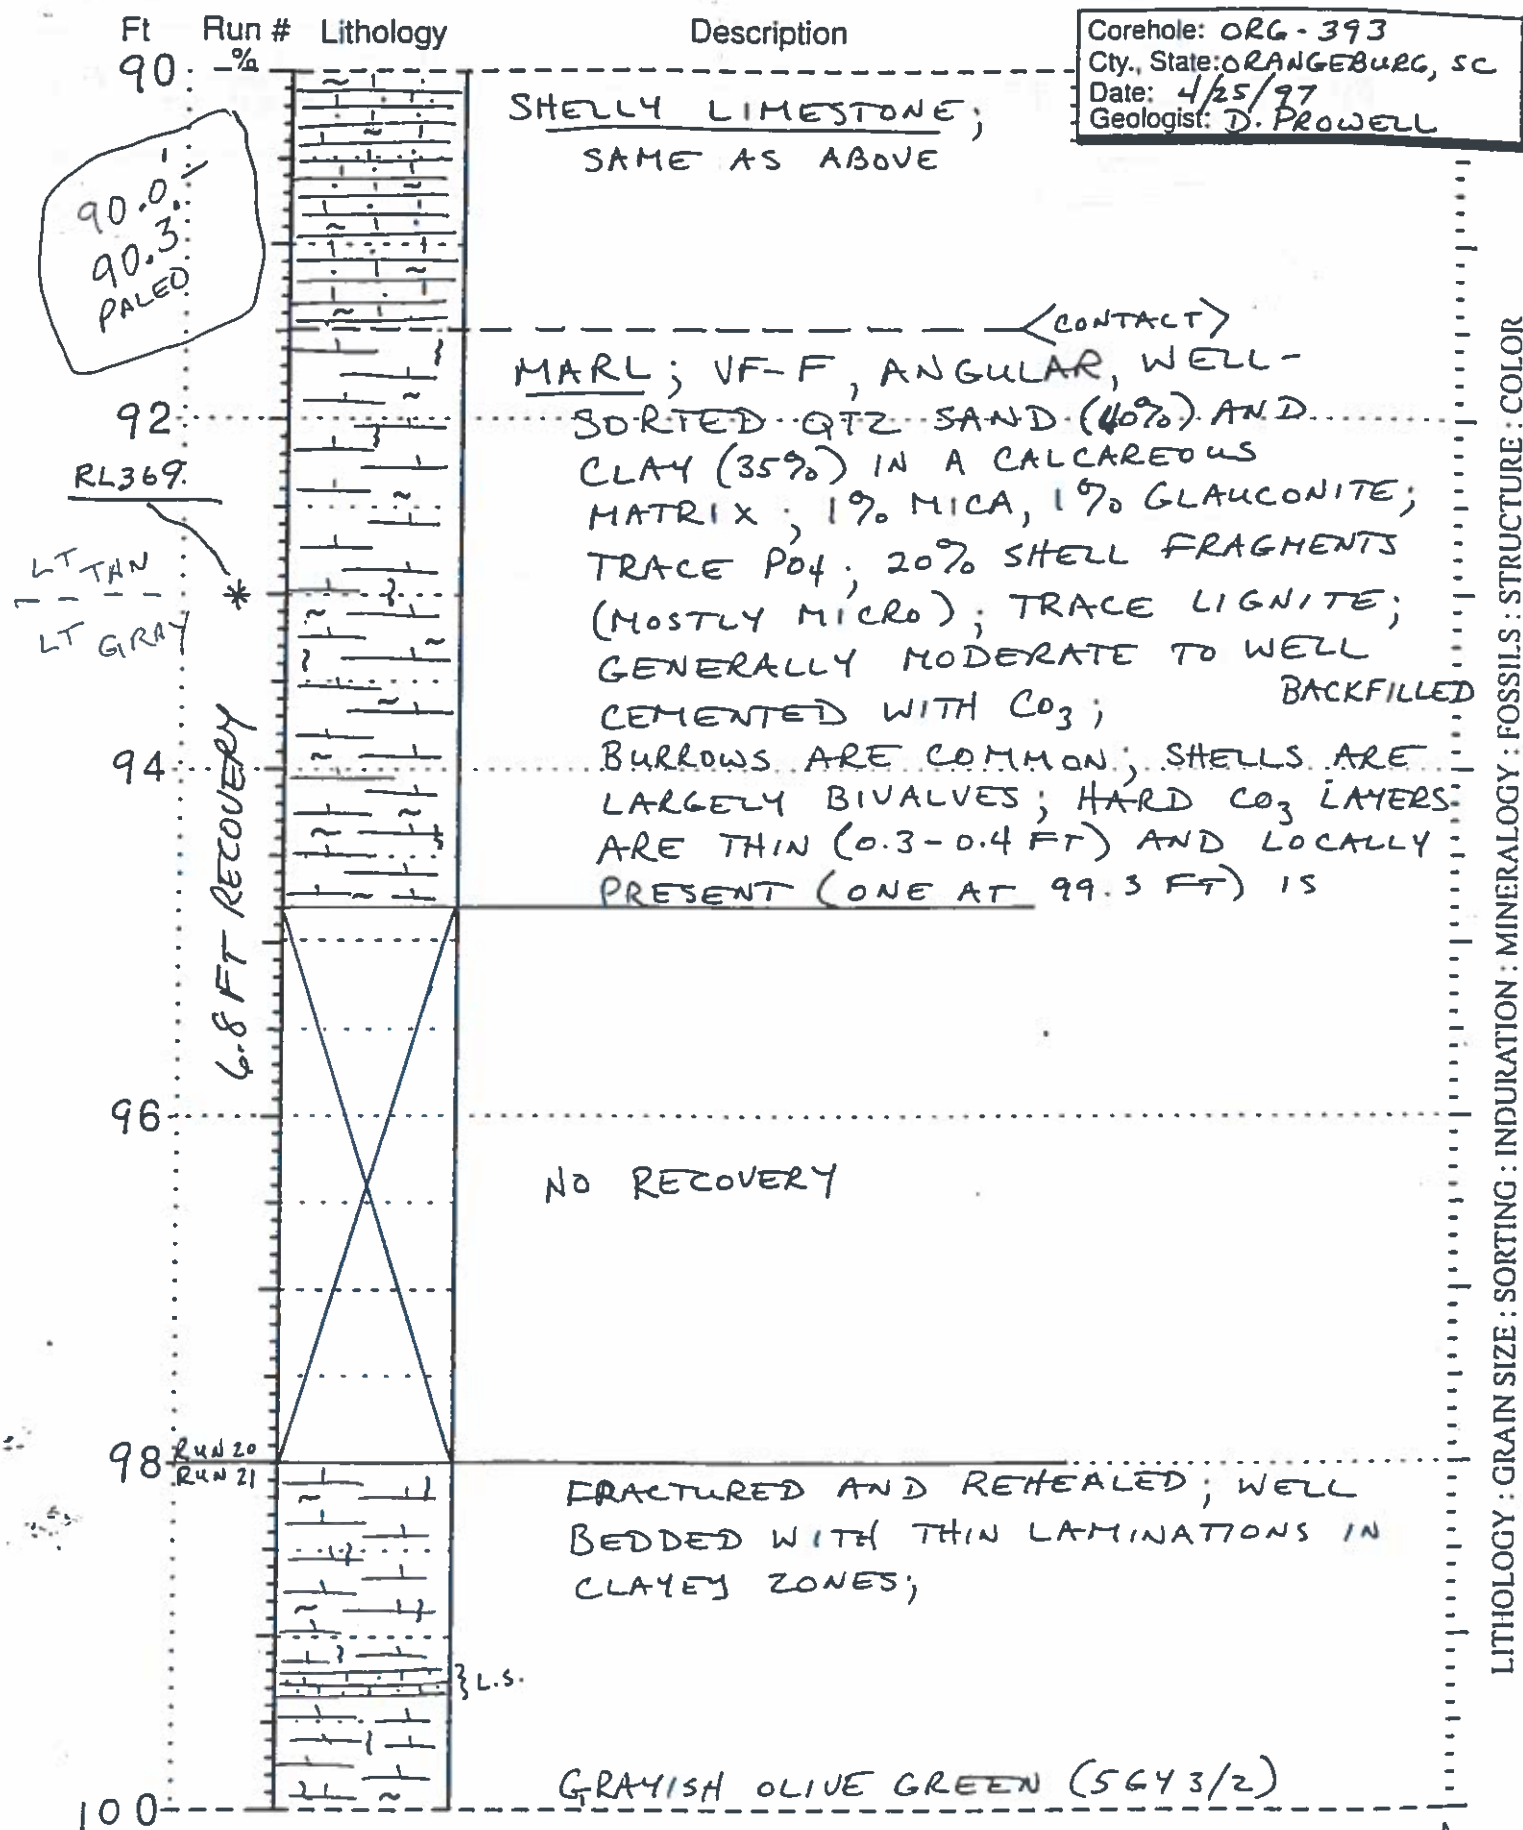 Ft Run # Lithology Description
-%
Corehole: ORG-393
Cty., State: ORANGEBURG, SC
Date: 4/25/97
Geologist: D. PROWELL
90
SHELLY LIMESTONE;
SAME AS ABOVE
90.0-
90.3
PALEO
<CONTACT>
MARL; VF-F, ANGULAR, WELL-
92
SORTED QTZ SAND (40%) AND
CLAY (35%) IN A CALCAREOUS
RL369
MATRIX; 1% MICA, 1% GLAUCONITE;
TRACE PO4; 20% SHELL FRAGMENTS
LT TAN
*
LT GRAY
(MOSTLY MICRO); TRACE LIGNITE;
GENERALLY MODERATE TO WELL
CEMENTED WITH CO3; BACKFILLED
94
BURROWS ARE COMMON; SHELLS ARE
LARGELY BIVALVES; HARD CO3 LAYERS
ARE THIN (0.3-0.4 FT) AND LOCALLY
PRESENT (ONE AT 99.3 FT) IS
6.8 FT RECOVERY
96
NO RECOVERY
98
RUN 20
RUN 21
FRACTURED AND REHEALED; WELL
BEDDED WITH THIN LAMINATIONS IN
CLAYEY ZONES;
} L.S.
GRAYISH OLIVE GREEN (5GY 3/2)
100
LITHOLOGY : GRAIN SIZE : SORTING : INDURATION : MINERALOGY : FOSSILS : STRUCTURE : COLOR